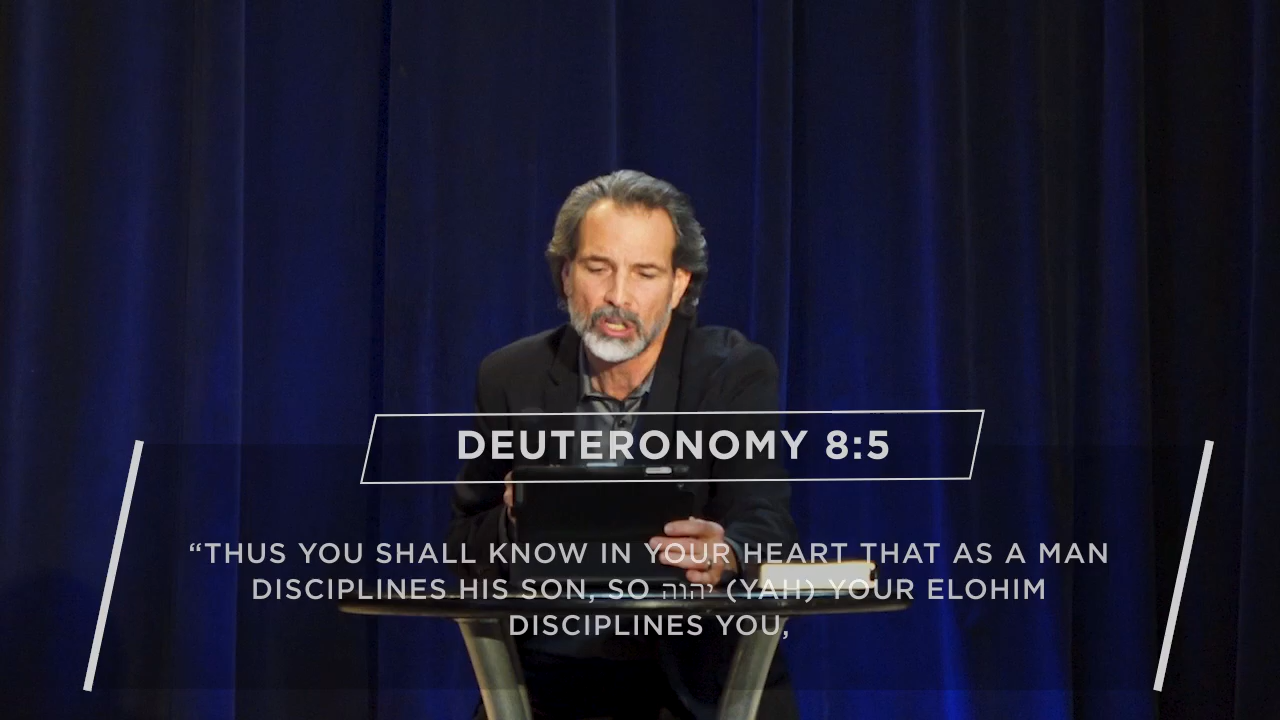 DEUTERONOMY 8:5
“THUS YOU SHALL KNOW IN YOUR HEART THAT AS A MAN
DISCIPLINES HIS SON, SO יהוה (YAH) YOUR ELOHIM
DISCIPLINES YOU,